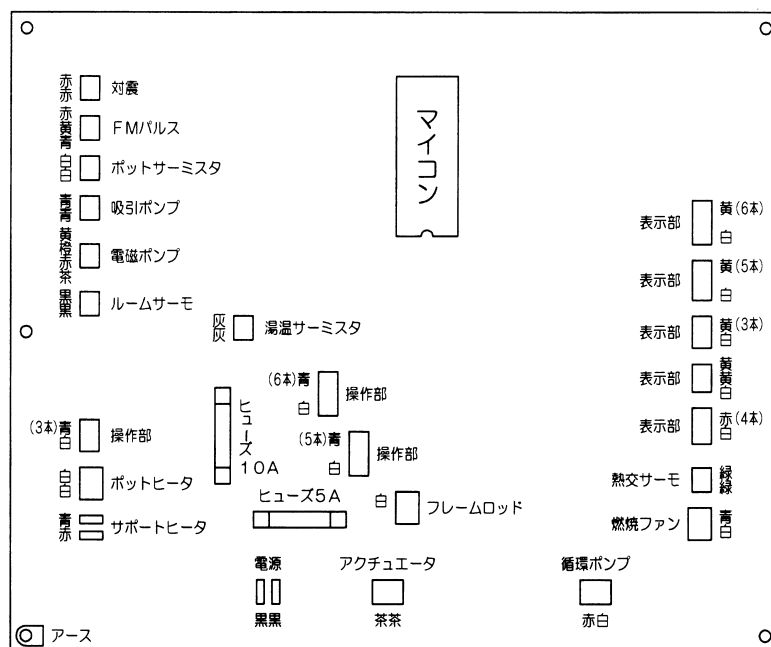 赤赤 対震
赤黄青 FMパルス
白白 ポットサーミスタ
青青 吸引ポンプ
黄橙赤茶 電磁ポンプ
黒黒 ルームサーモ
マイコン
灰灰 湯温サーミスタ
(6本)青
白
操作部
(5本)青
白
操作部
ヒューズ
10A
ヒューズ5A
(3本)青
白
操作部
白白 ポットヒータ
青赤 サポートヒータ
白 フレームロッド
表示部 黄(6本)
白
表示部 黄(5本)
白
表示部 黄(3本)
白
表示部 黄黄白
表示部 赤(4本)
白
熱交サーモ 緑緑
燃焼ファン 青白
電源
黒黒
アクチュエータ
茶茶
循環ポンプ
赤白
アース